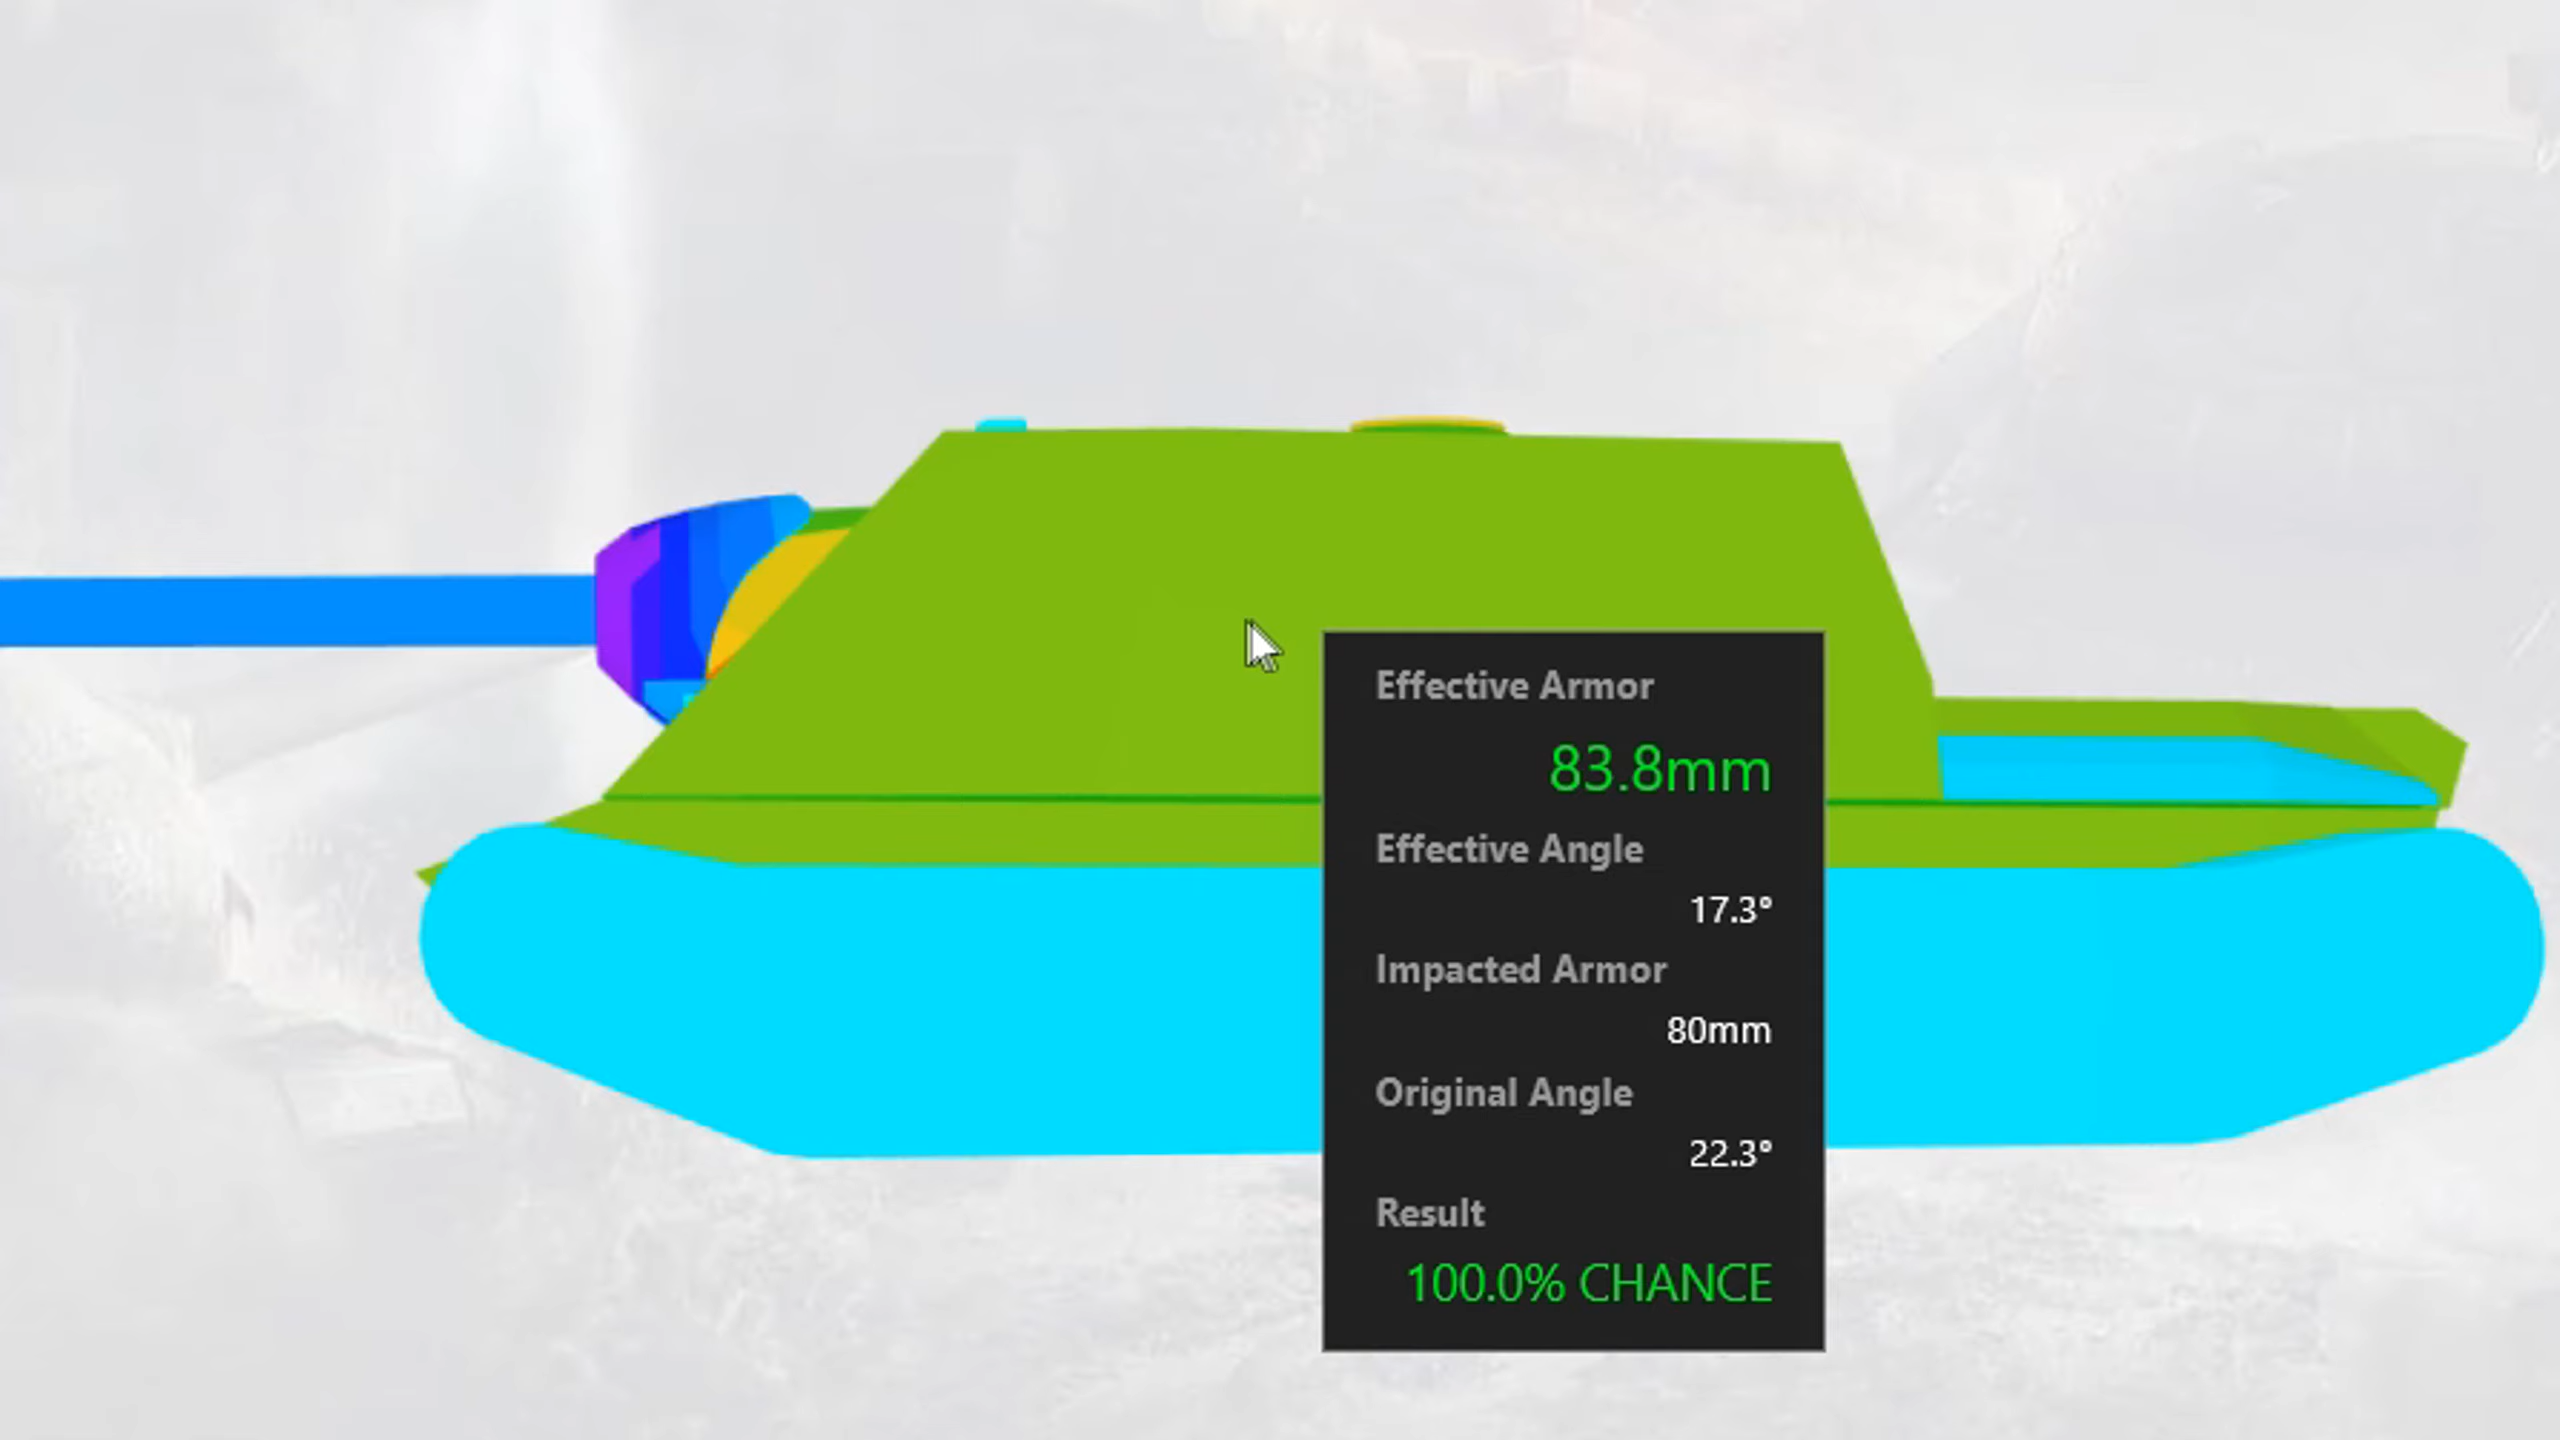 Effective Armor
83.8mm
Effective Angle
17.3°
Impacted Armor
80mm
Original Angle
22.3°
Result
100.0% CHANCE